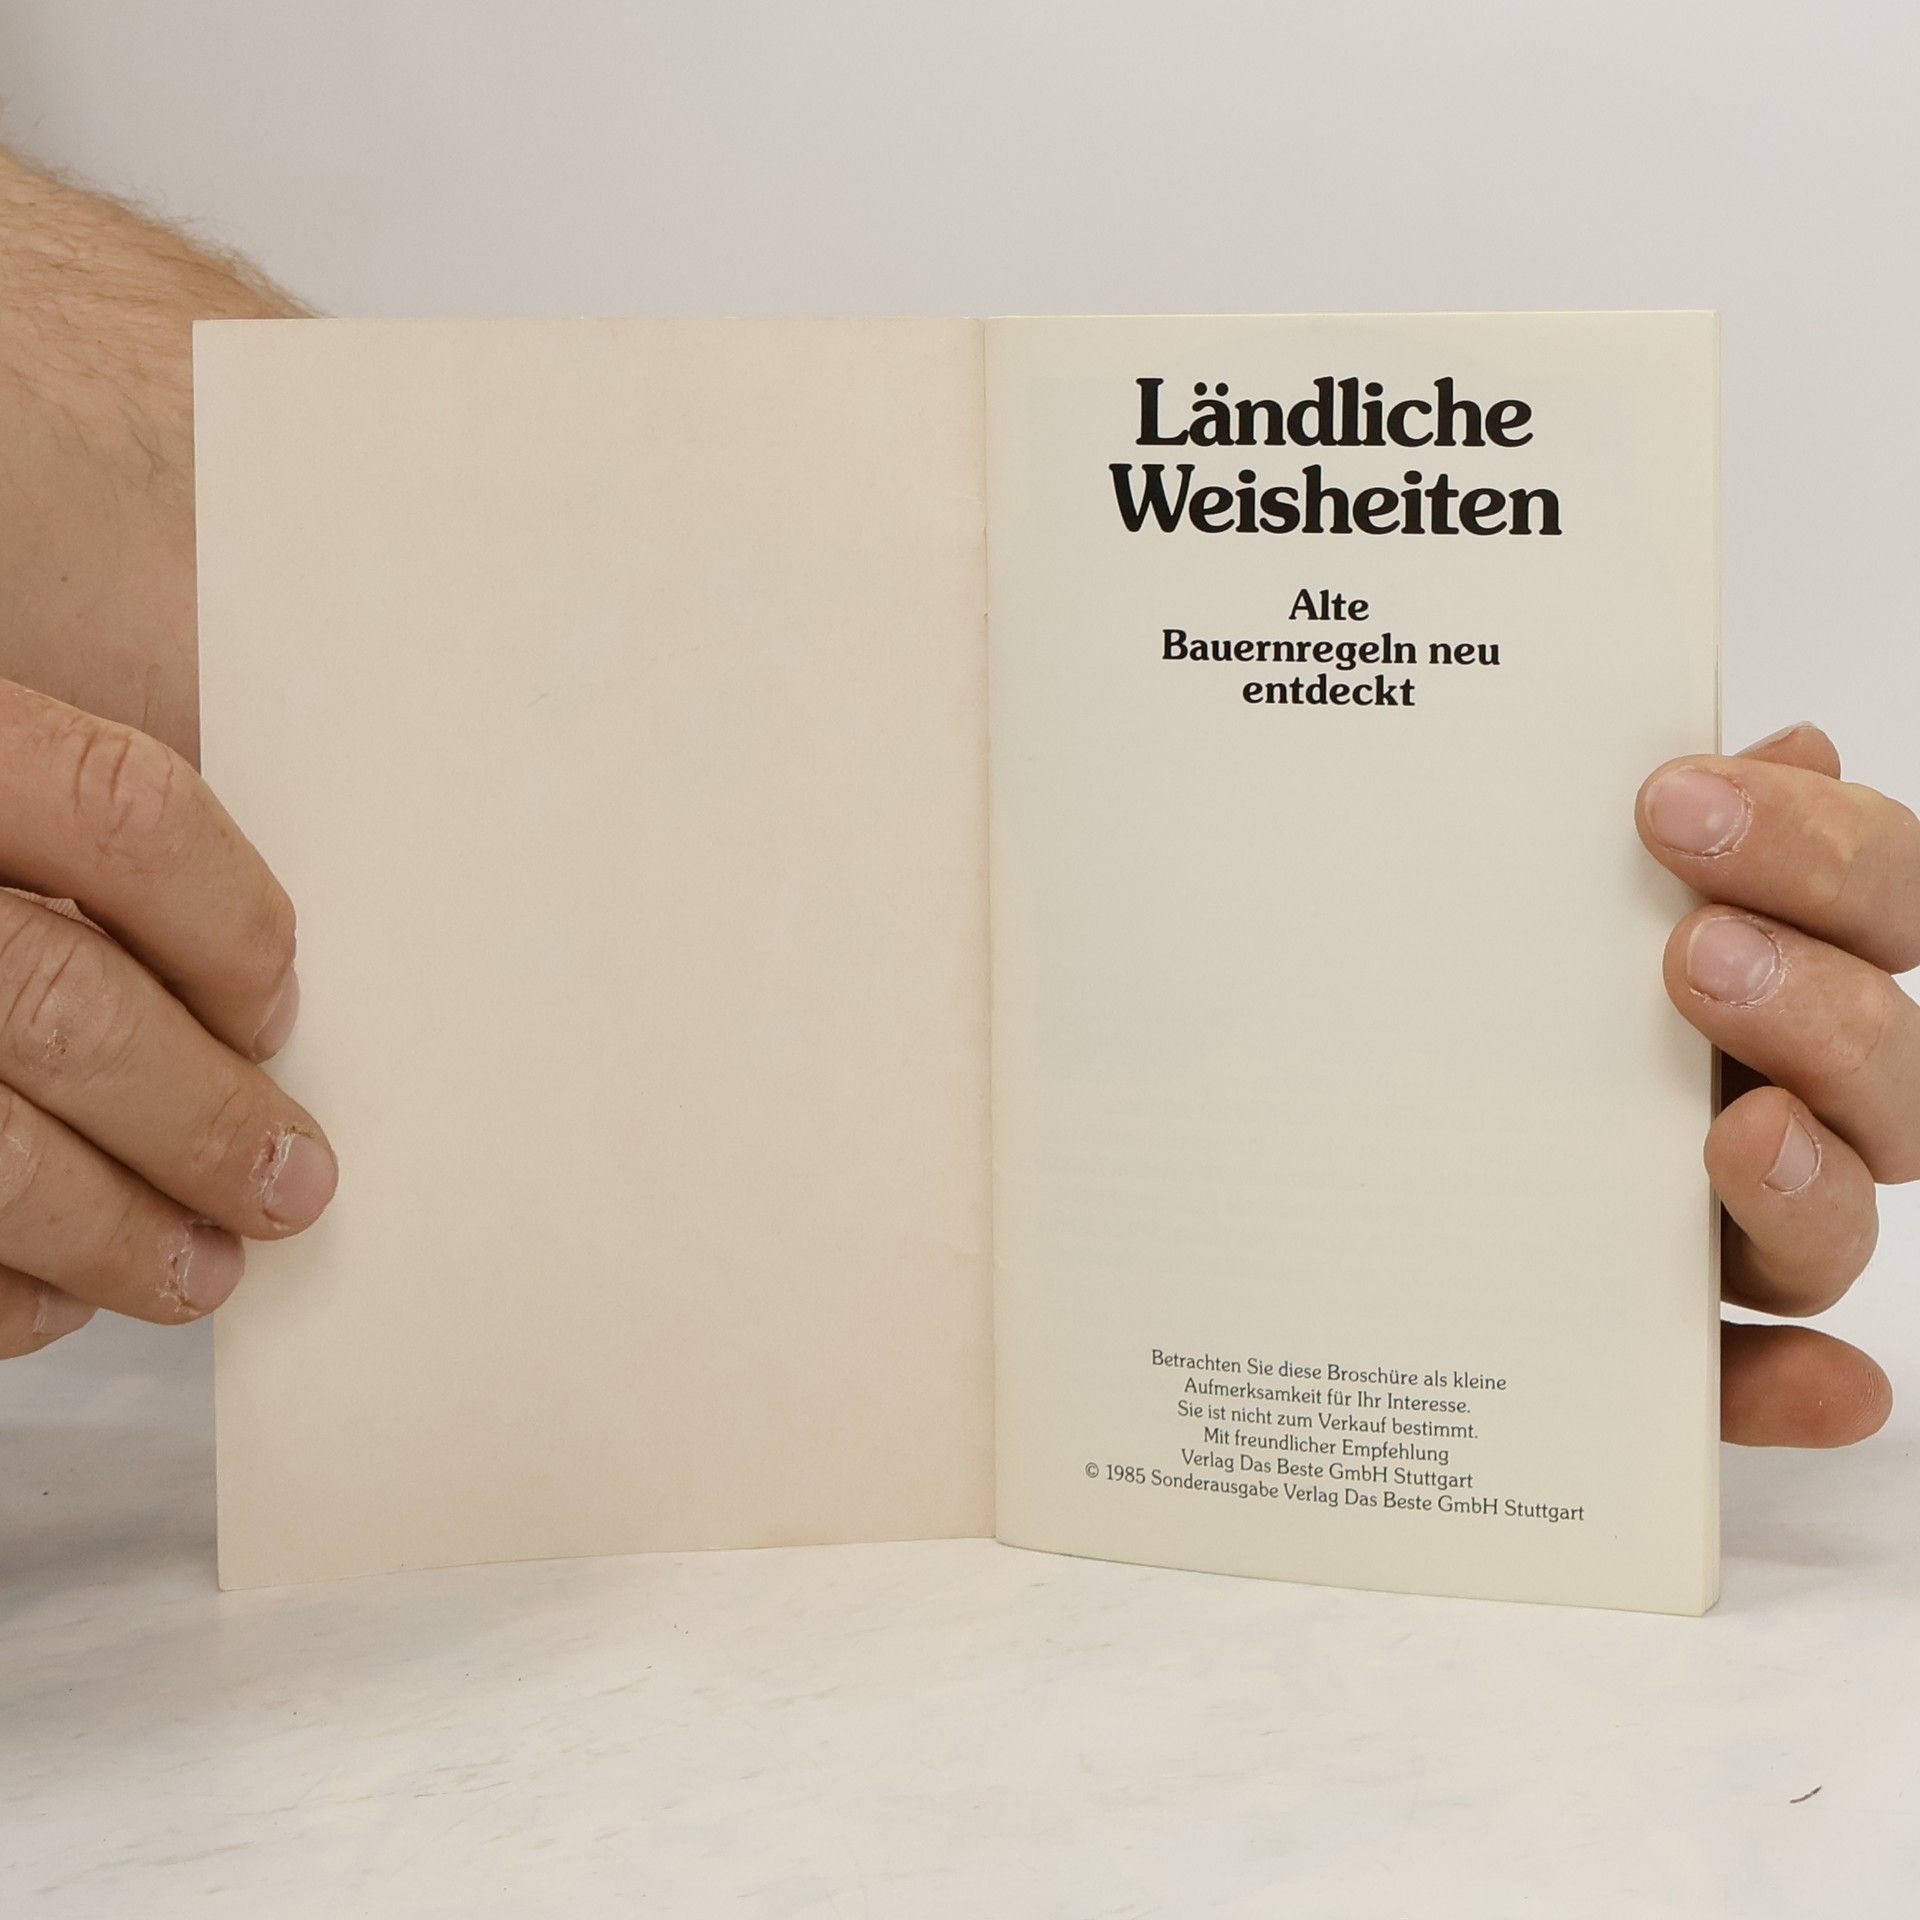 Ländliche
Weisheiten
Alte
Bauernregeln neu
entdeckt
Betrachten Sie diese Broschüre als kleine
Aufmerksamkeit für Ihr Interesse.
Sie ist nicht zum Verkauf bestimmt.
Mit freundlicher Empfehlung
Verlag Das Beste GmbH Stuttgart
© 1985 Sonderausgabe Verlag Das Beste GmbH Stuttgart